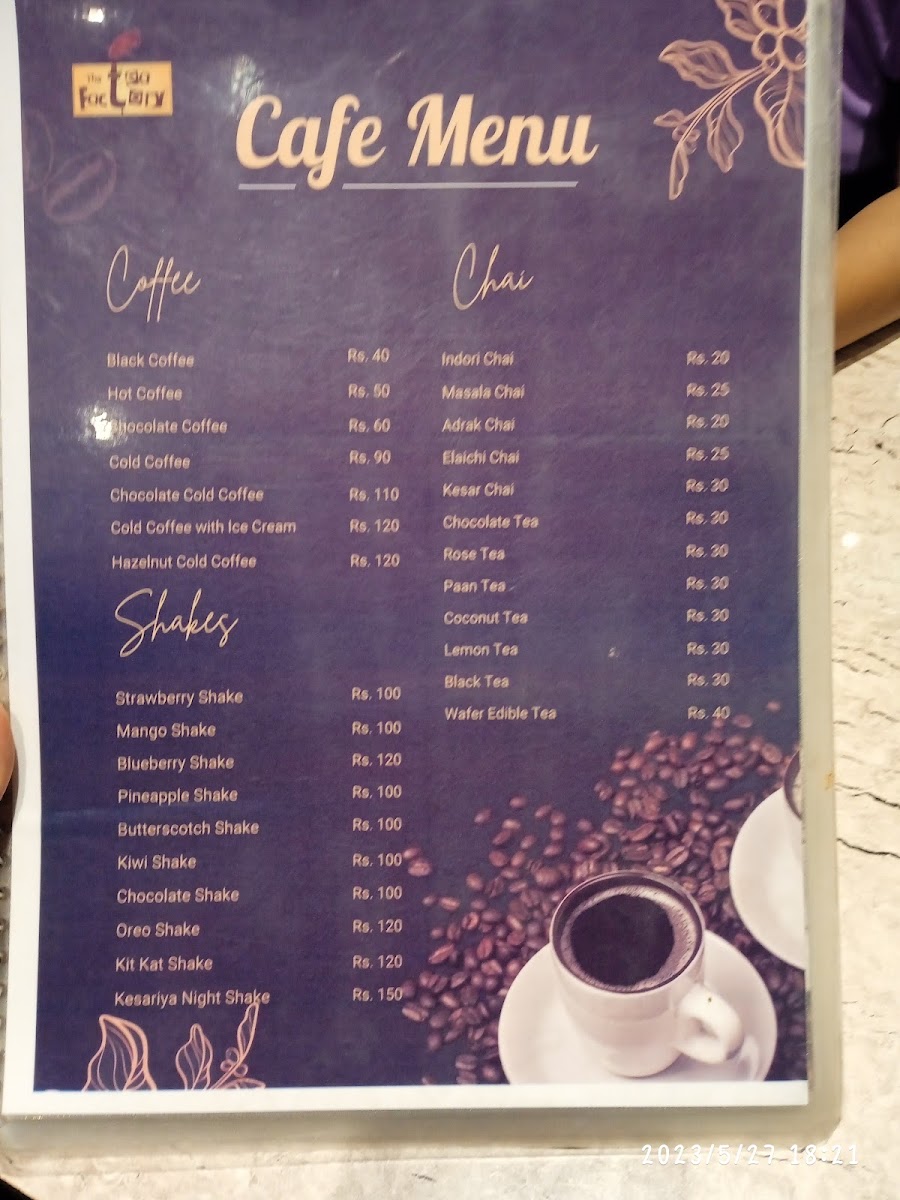 The Tea Factory
Cafe Menu
Coffee
Black Coffee Rs. 40
Hot Coffee Rs. 50
Chocolate Coffee Rs. 60
Cold Coffee Rs. 90
Chocolate Cold Coffee Rs. 110
Cold Coffee with Ice Cream Rs. 120
Hazelnut Cold Coffee Rs. 120
Shakes
Strawberry Shake Rs. 100
Mango Shake Rs. 100
Blueberry Shake Rs. 120
Pineapple Shake Rs. 100
Butterscotch Shake Rs. 100
Kiwi Shake Rs. 100
Chocolate Shake Rs. 100
Oreo Shake Rs. 120
Kit Kat Shake Rs. 120
Kesariya Night Shake Rs. 150
Chai
Indori Chai Rs. 20
Masala Chai Rs. 25
Adrak Chai Rs. 20
Elaichi Chai Rs. 25
Kesar Chai Rs. 30
Chocolate Tea Rs. 30
Rose Tea Rs. 30
Paan Tea Rs. 30
Coconut Tea Rs. 30
Lemon Tea Rs. 30
Black Tea Rs. 30
Wafer Edible Tea Rs. 40
2023/5/27 18:21